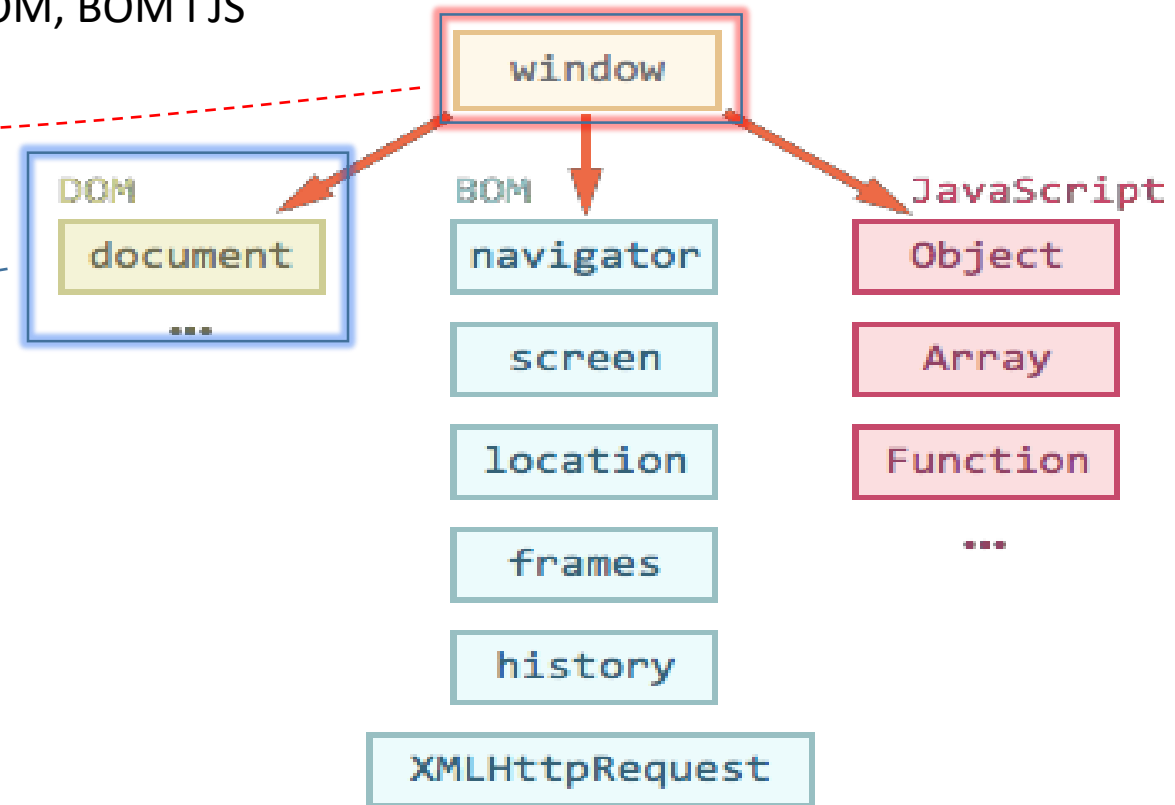 OM, BOM I JS
window
DOM
document
...
BOM
navigator
screen
location
frames
history
XMLHttpRequest
JavaScript
Object
Array
Function
...